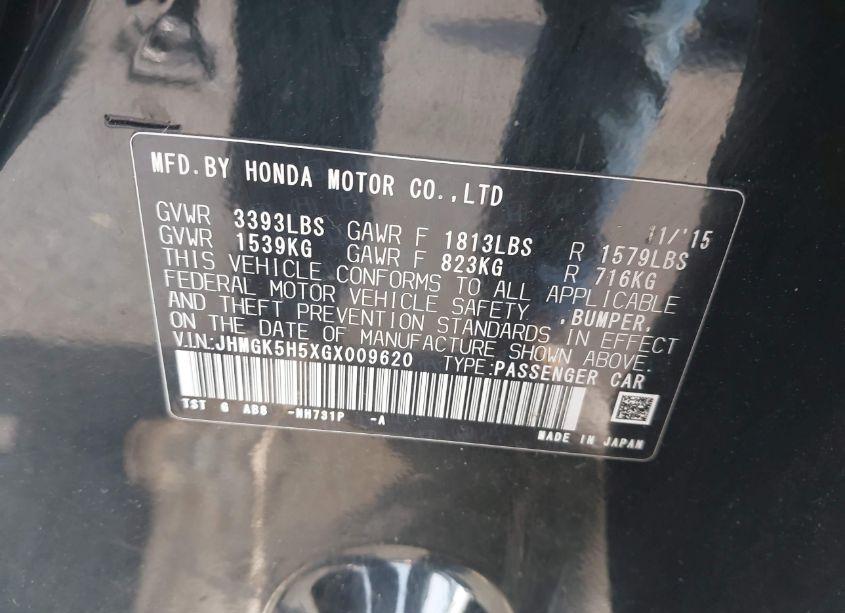 MFD.BY HONDA MOTOR CO.,LTD
11/'15
GVWR 3393LBS GAWR F 1813LBS R 1579LBS
GVWR 1539KG GAWR F 823KG R 716KG
THIS VEHICLE CONFORMS TO ALL APPLICABLE
FEDERAL MOTOR VEHICLE SAFETY ,BUMPER,
AND THEFT PREVENTION STANDARDS IN EFFECT
ON THE DATE OF MANUFACTURE SHOWN ABOVE.
V.I.N.:JHMGK5H5XGX009620 TYPE:PASSENGER CAR
TST G AB8 -NH731P -A
MADE IN JAPAN